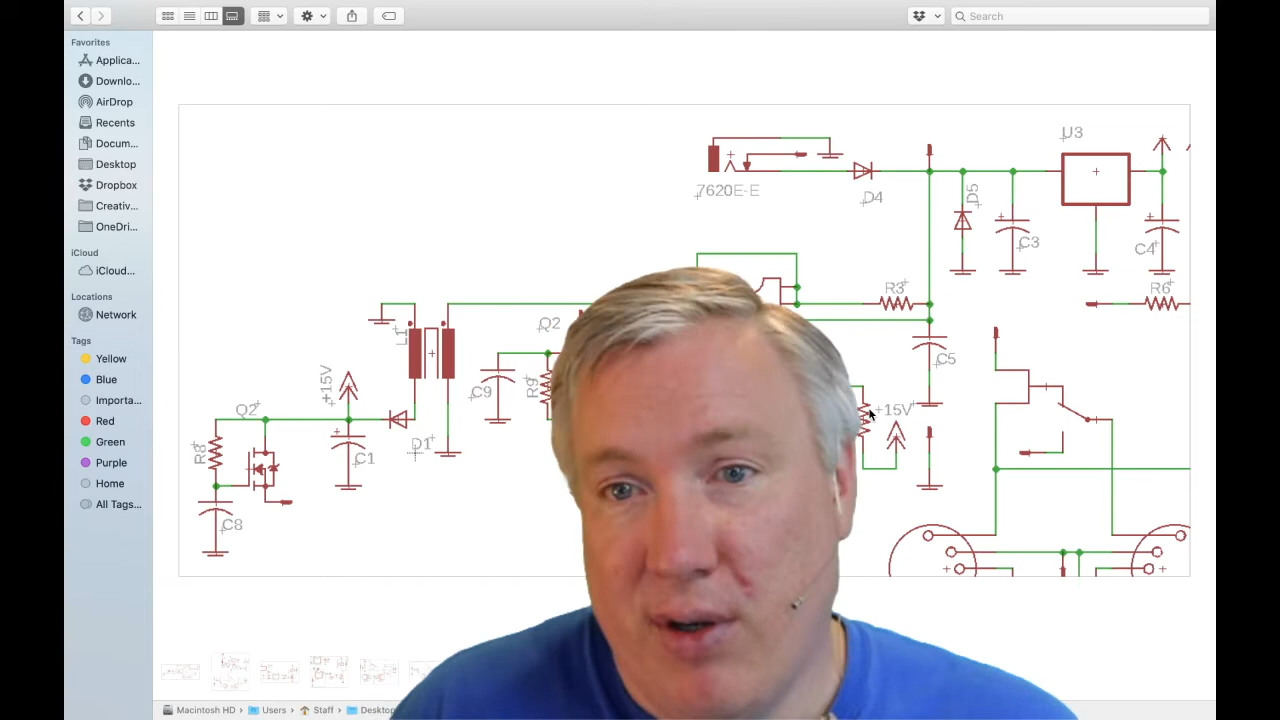 Search
Favorites
Applica...
Downlo...
AirDrop
Recents
Docum...
Desktop
Dropbox
Creativ...
OneDri...
iCloud
iCloud...
Locations
Network
Tags
Yellow
Blue
Importa...
Red
Green
Purple
Home
All Tags...
U3
7620E-E
D4
D5
C3
C4
R3
R6
L1
Q2
C5
+15V
C9
R9
+15V
Q2
D1
R8
C1
C8
Macintosh HD › Users › Staff › Desktop